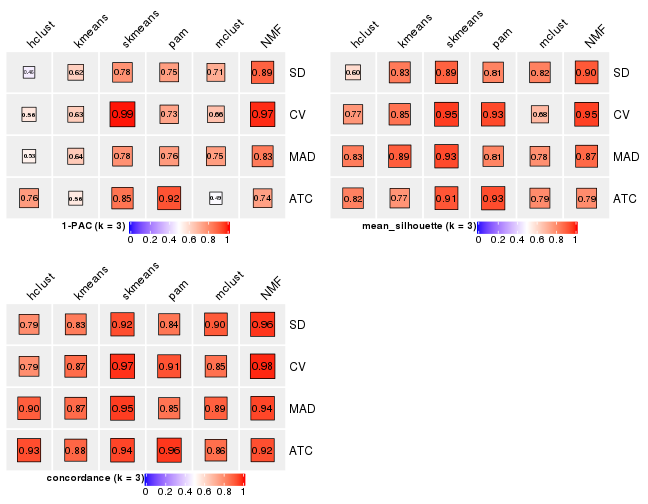 hclust kmeans skmeans pam mclust NMF
0.46 0.62 0.78 0.75 0.71 0.89 SD
0.56 0.63 0.99 0.73 0.66 0.97 CV
0.53 0.64 0.78 0.76 0.75 0.83 MAD
0.76 0.56 0.85 0.92 0.49 0.74 ATC
1-PAC (k = 3)
0 0.2 0.4 0.6 0.8 1
hclust kmeans skmeans pam mclust NMF
0.60 0.83 0.89 0.81 0.82 0.90 SD
0.77 0.85 0.95 0.93 0.68 0.95 CV
0.83 0.89 0.93 0.81 0.78 0.87 MAD
0.82 0.77 0.91 0.93 0.79 0.79 ATC
mean_silhouette (k = 3)
0 0.2 0.4 0.6 0.8 1
hclust kmeans skmeans pam mclust NMF
0.79 0.83 0.92 0.84 0.90 0.96 SD
0.79 0.87 0.97 0.91 0.85 0.98 CV
0.90 0.87 0.95 0.85 0.89 0.94 MAD
0.93 0.88 0.94 0.96 0.86 0.92 ATC
concordance (k = 3)
0 0.2 0.4 0.6 0.8 1